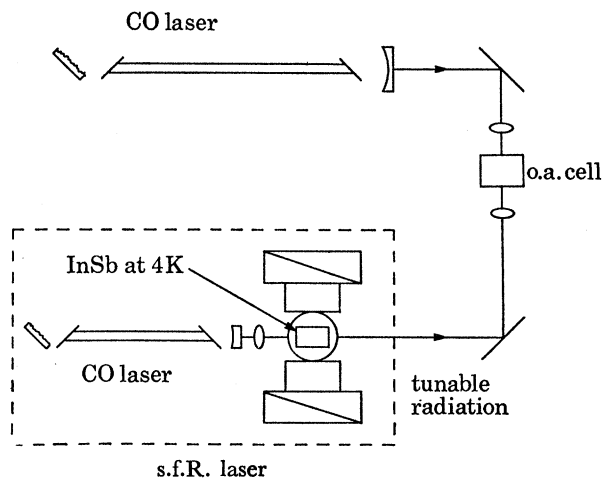 CO laser
o.a. cell
InSb at 4K
CO laser
tunable
radiation
s.f.R. laser